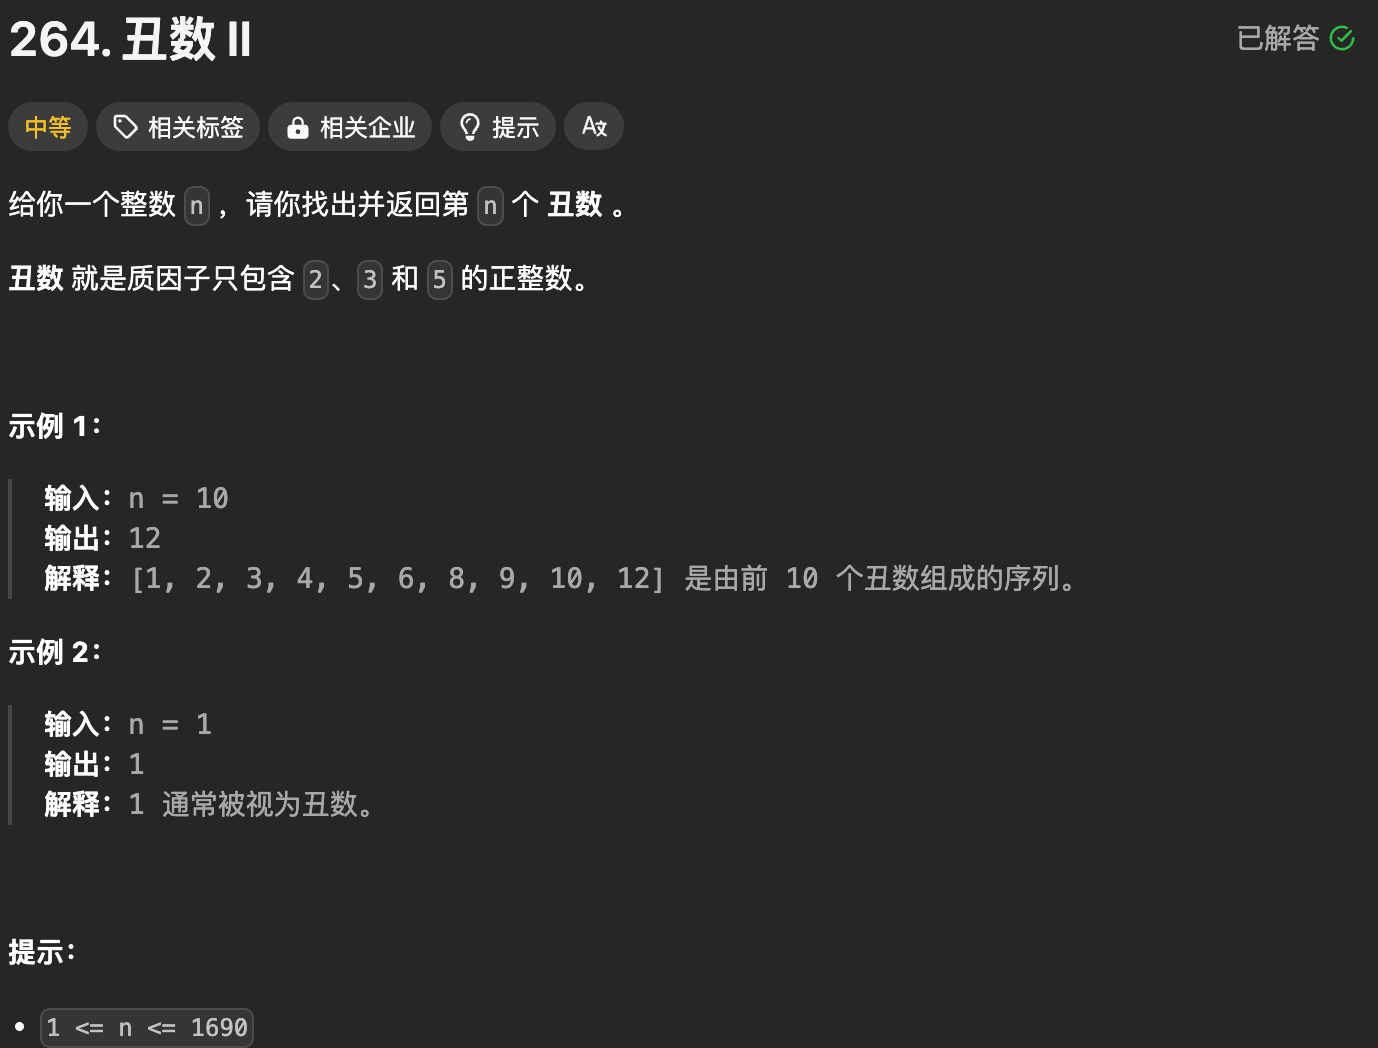 264. 丑数 II
已解答
中等 相关标签 相关企业 提示 A文
给你一个整数 n ，请你找出并返回第 n 个 丑数 。
丑数 就是质因子只包含 2、3 和 5 的正整数。
示例 1：
输入：n = 10
输出：12
解释：[1, 2, 3, 4, 5, 6, 8, 9, 10, 12] 是由前 10 个丑数组成的序列。
示例 2：
输入：n = 1
输出：1
解释：1 通常被视为丑数。
提示：
• 1 <= n <= 1690